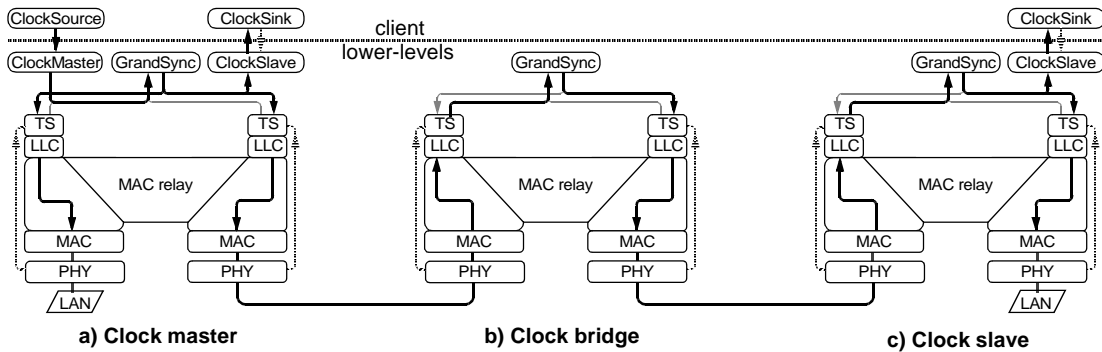 ClockSource ClockSink client ClockSink
lower-levels
ClockMaster GrandSync ClockSlave GrandSync GrandSync ClockSlave
TS TS TS TS TS TS
LLC LLC LLC LLC LLC LLC
MAC relay MAC relay MAC relay
MAC MAC MAC MAC MAC MAC
PHY PHY PHY PHY PHY PHY
LAN LAN
a) Clock master b) Clock bridge c) Clock slave